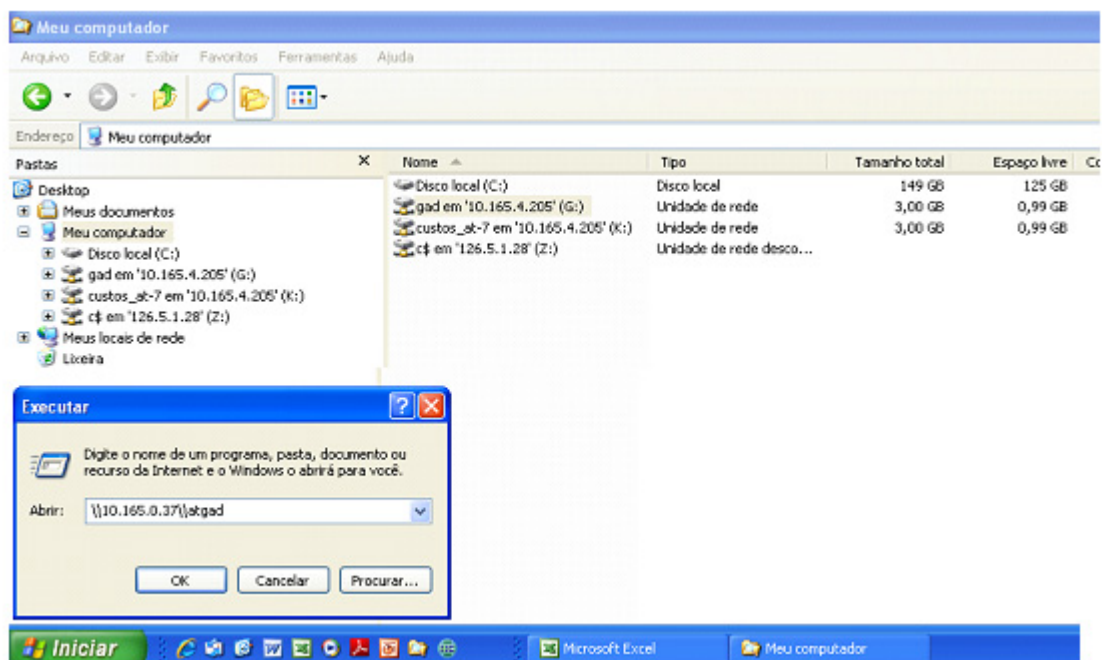 Meu computador
Arquivo Editar Exibir Favoritos Ferramentas Ajuda
Endereço Meu computador
Pastas X Nome Tipo Tamanho total Espaço livre Co
Desktop
Meus documentos
Meu computador
Disco local (C:)
gad em '10.165.4.205' (G:)
custos_at-7 em '10.165.4.205' (K:)
c$ em '126.5.1.28' (Z:)
Meus locais de rede
Lixeira
Disco local (C:) Disco local 149 GB 125 GB
gad em '10.165.4.205' (G:) Unidade de rede 3,00 GB 0,99 GB
custos_at-7 em '10.165.4.205' (K:) Unidade de rede 3,00 GB 0,99 GB
c$ em '126.5.1.28' (Z:) Unidade de rede desco...
Executar
Digite o nome de um programa, pasta, documento ou
recurso da Internet e o Windows o abrirá para você.
Abrir: \\10.165.0.37\\atgad
OK Cancelar Procurar...
Iniciar Microsoft Excel Meu computador